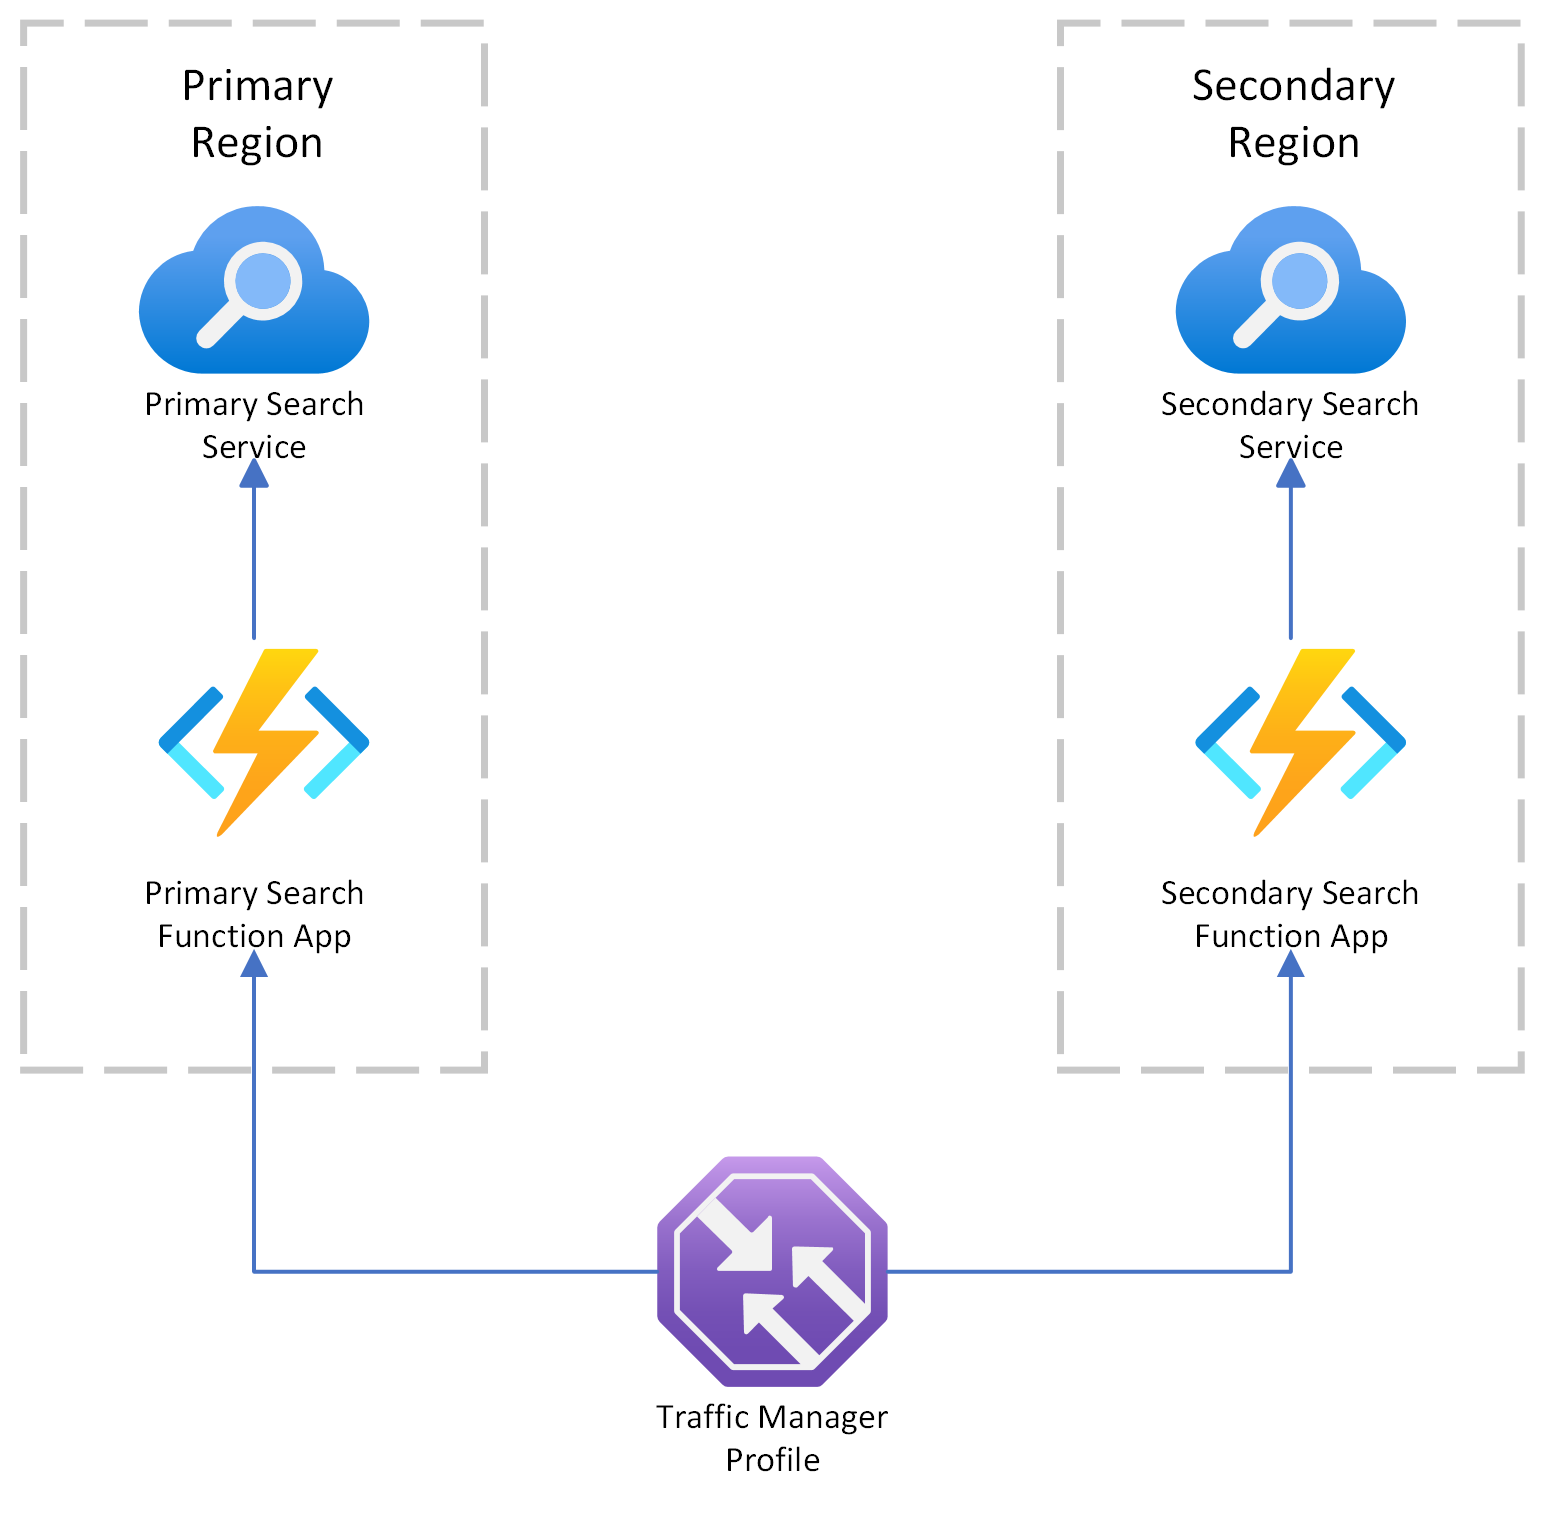 Primary
Region
Primary Search
Service
Primary Search
Function App
Secondary
Region
Secondary Search
Service
Secondary Search
Function App
Traffic Manager
Profile